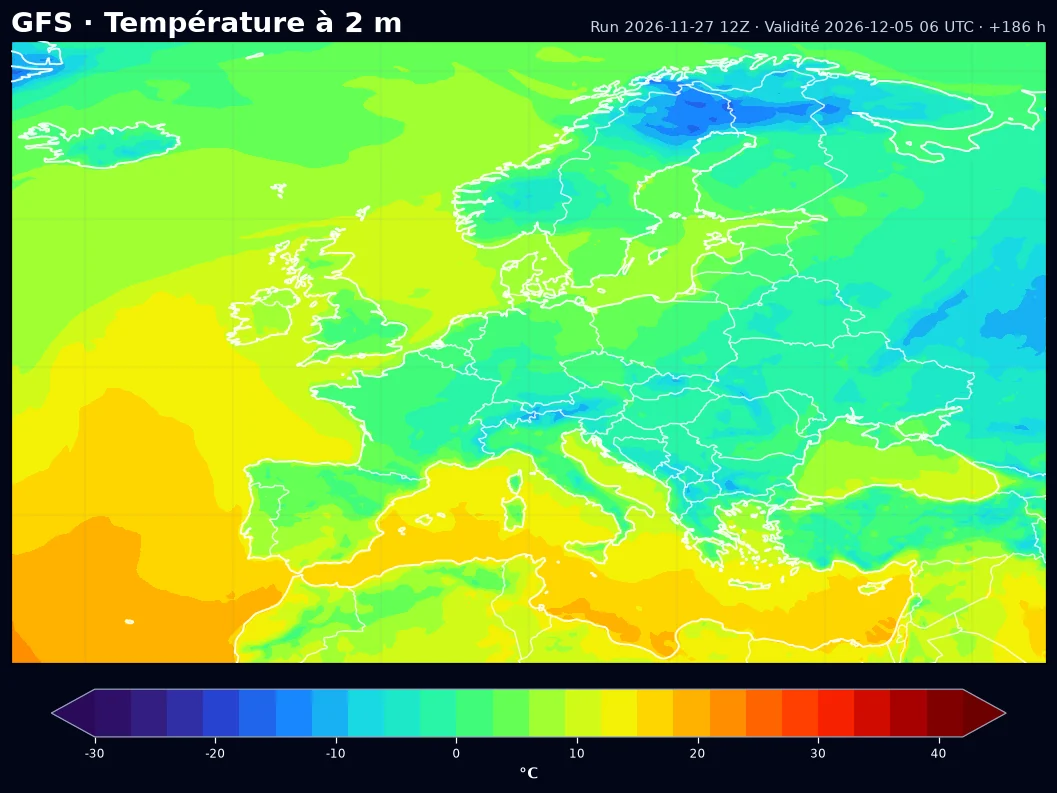 GFS · Température à 2 m
Run 2026-11-27 12Z · Validité 2026-12-05 06 UTC · +186 h
-30 -20 -10 0 10 20 30 40
°C